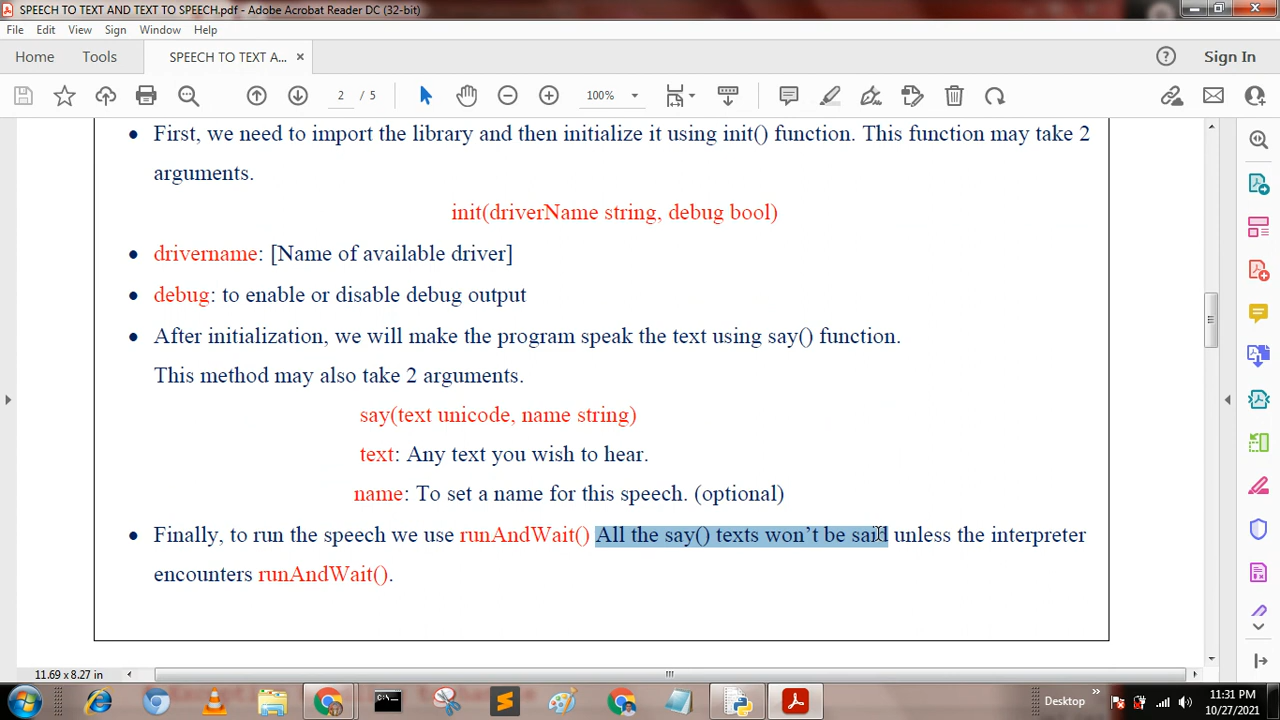 SPEECH TO TEXT AND TEXT TO SPEECH.pdf - Adobe Acrobat Reader DC (32-bit)
File Edit View Sign Window Help
Home Tools SPEECH TO TEXT A... × Sign In
2 / 5 100%
• First, we need to import the library and then initialize it using init() function. This function may take 2
arguments.
init(driverName string, debug bool)
• drivername: [Name of available driver]
• debug: to enable or disable debug output
• After initialization, we will make the program speak the text using say() function.
This method may also take 2 arguments.
say(text unicode, name string)
text: Any text you wish to hear.
name: To set a name for this speech. (optional)
• Finally, to run the speech we use runAndWait() All the say() texts won’t be said unless the interpreter
encounters runAndWait().
11.69 x 8.27 in
Desktop » 11:31 PM
10/27/2021